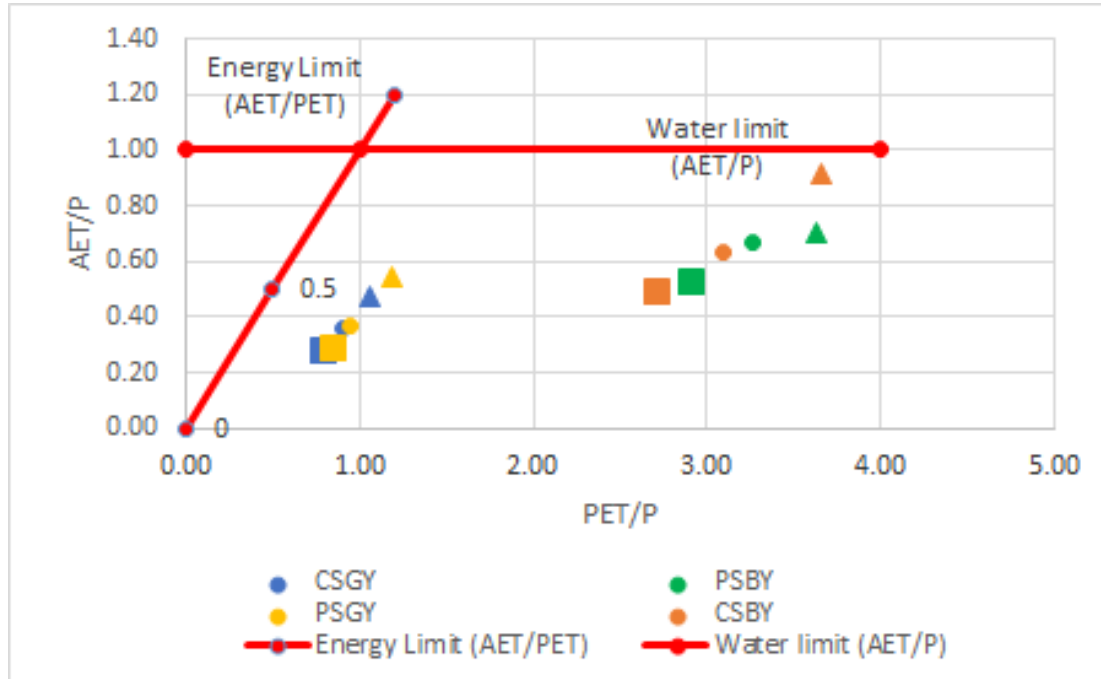 1.40
1.20
1.00
0.80
0.60
0.40
0.20
0.00
AET/P
Energy Limit
(AET/PET)
Water limit
(AET/P)
0.5
0
0.00 1.00 2.00 3.00 4.00 5.00
PET/P
CSGY PSBY
PSGY CSBY
Energy Limit (AET/PET) Water limit (AET/P)